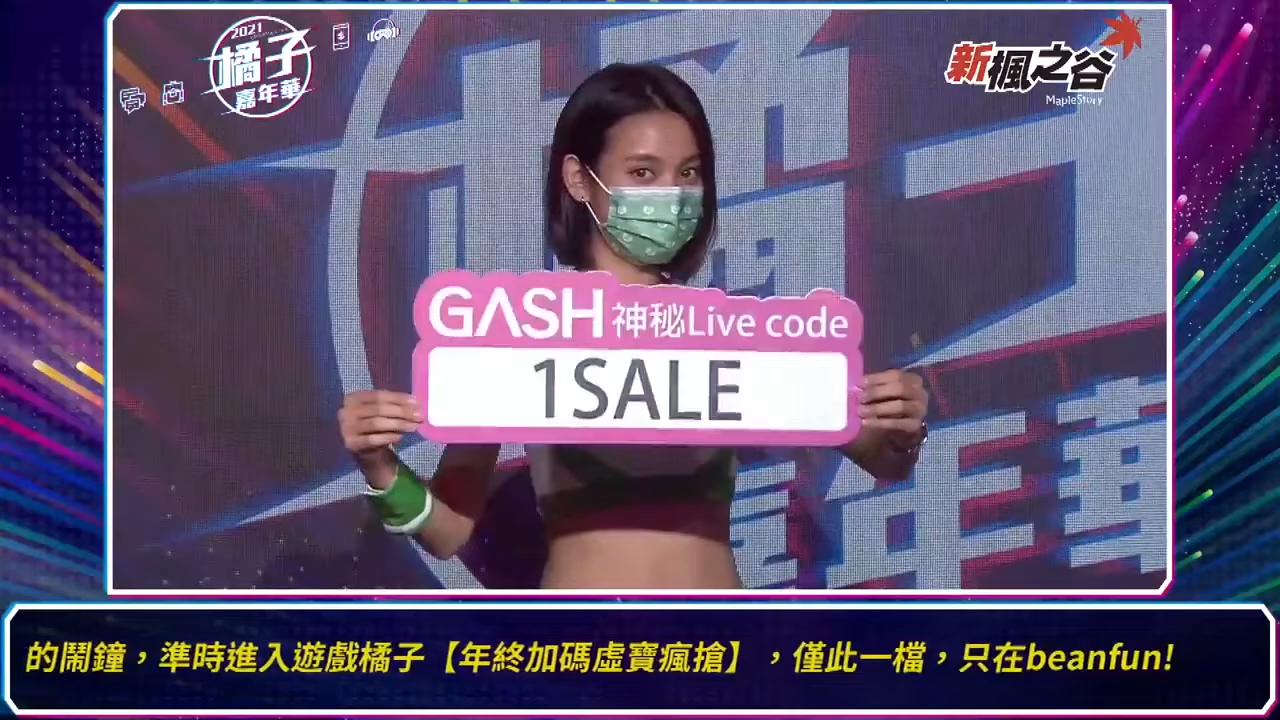 2021
橘子
嘉年華
新楓之谷
MapleStory
GASH 神秘Live code
1SALE
年華
的鬧鐘，準時進入遊戲橘子【年終加碼虛寶瘋搶】，僅此一檔，只在beanfun!